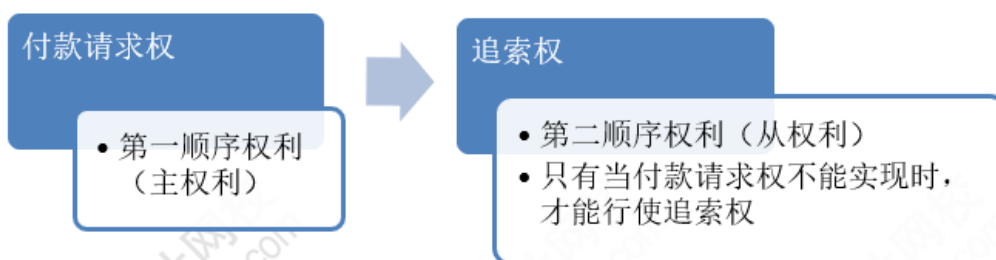 付款请求权
• 第一顺序权利
（主权利）
追索权
• 第二顺序权利（从权利）
• 只有当付款请求权不能实现时，
才能行使追索权